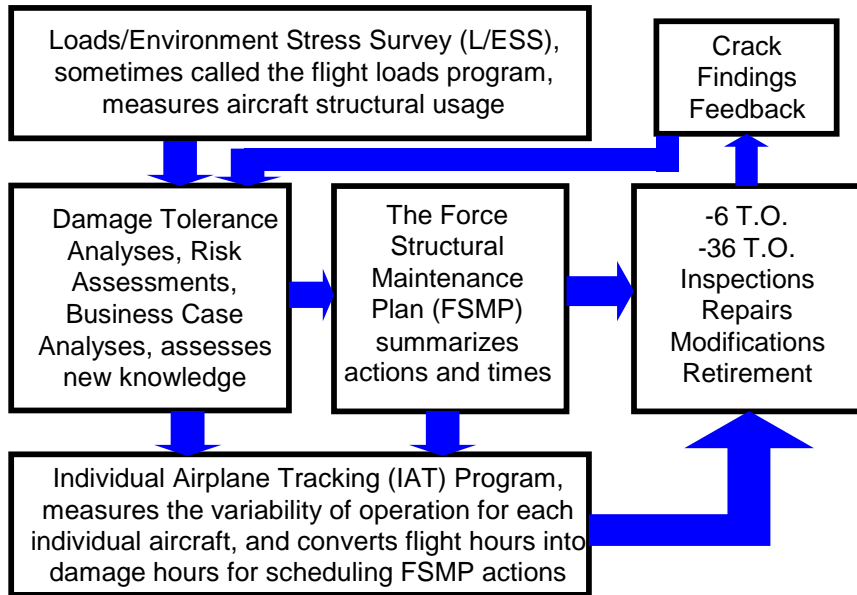 Loads/Environment Stress Survey (L/ESS),
sometimes called the flight loads program,
measures aircraft structural usage
Crack
Findings
Feedback
Damage Tolerance
Analyses, Risk
Assessments,
Business Case
Analyses, assesses
new knowledge
The Force
Structural
Maintenance
Plan (FSMP)
summarizes
actions and times
-6 T.O.
-36 T.O.
Inspections
Repairs
Modifications
Retirement
Individual Airplane Tracking (IAT) Program,
measures the variability of operation for each
individual aircraft, and converts flight hours into
damage hours for scheduling FSMP actions